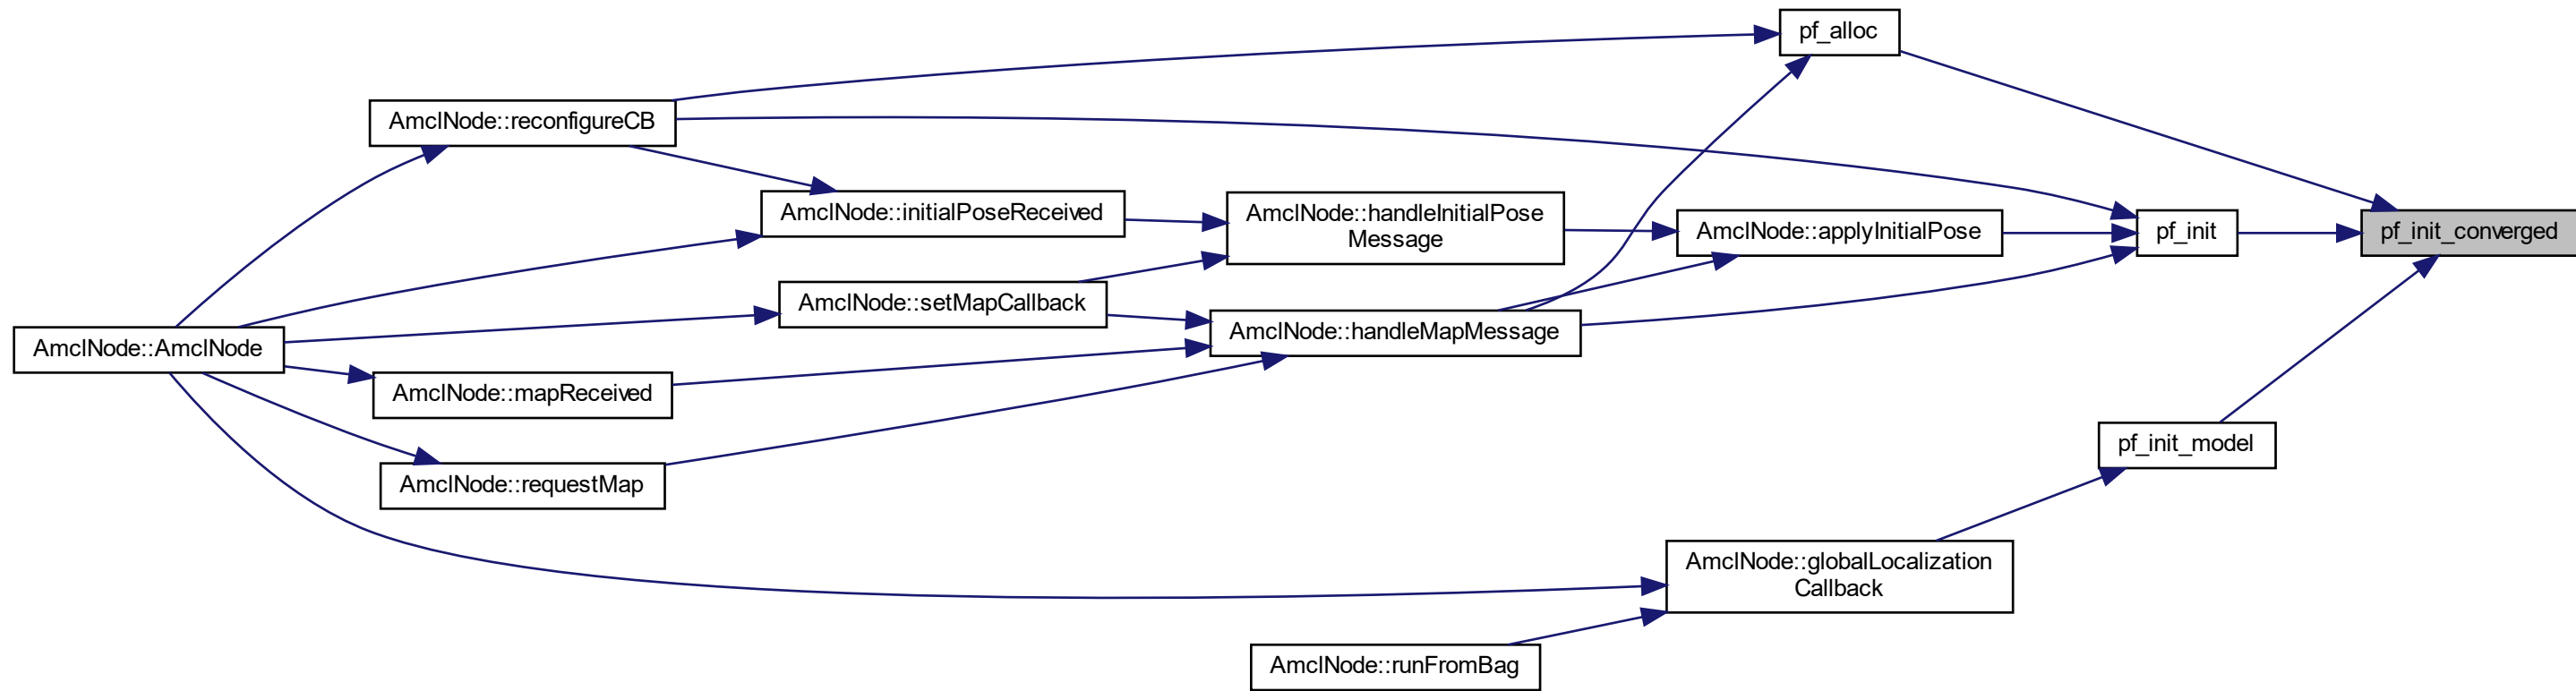 pf_alloc
AmclNode::reconfigureCB
AmclNode::initialPoseReceived
AmclNode::handleInitialPose
Message
AmclNode::applyInitialPose
pf_init
pf_init_converged
AmclNode::setMapCallback
AmclNode::handleMapMessage
AmclNode::AmclNode
AmclNode::mapReceived
pf_init_model
AmclNode::requestMap
AmclNode::globalLocalization
Callback
AmclNode::runFromBag